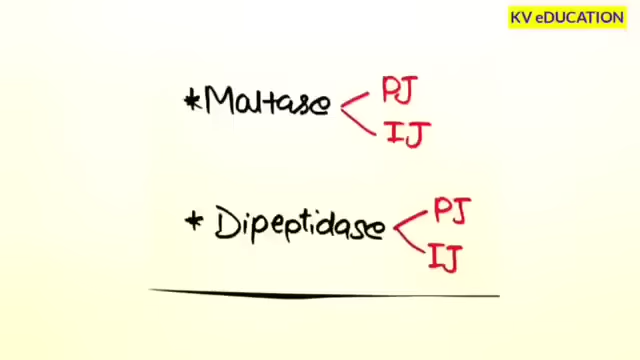 KV eDUCATION
*Maltase
PJ
IJ
* Dipeptidase
PJ
IJ